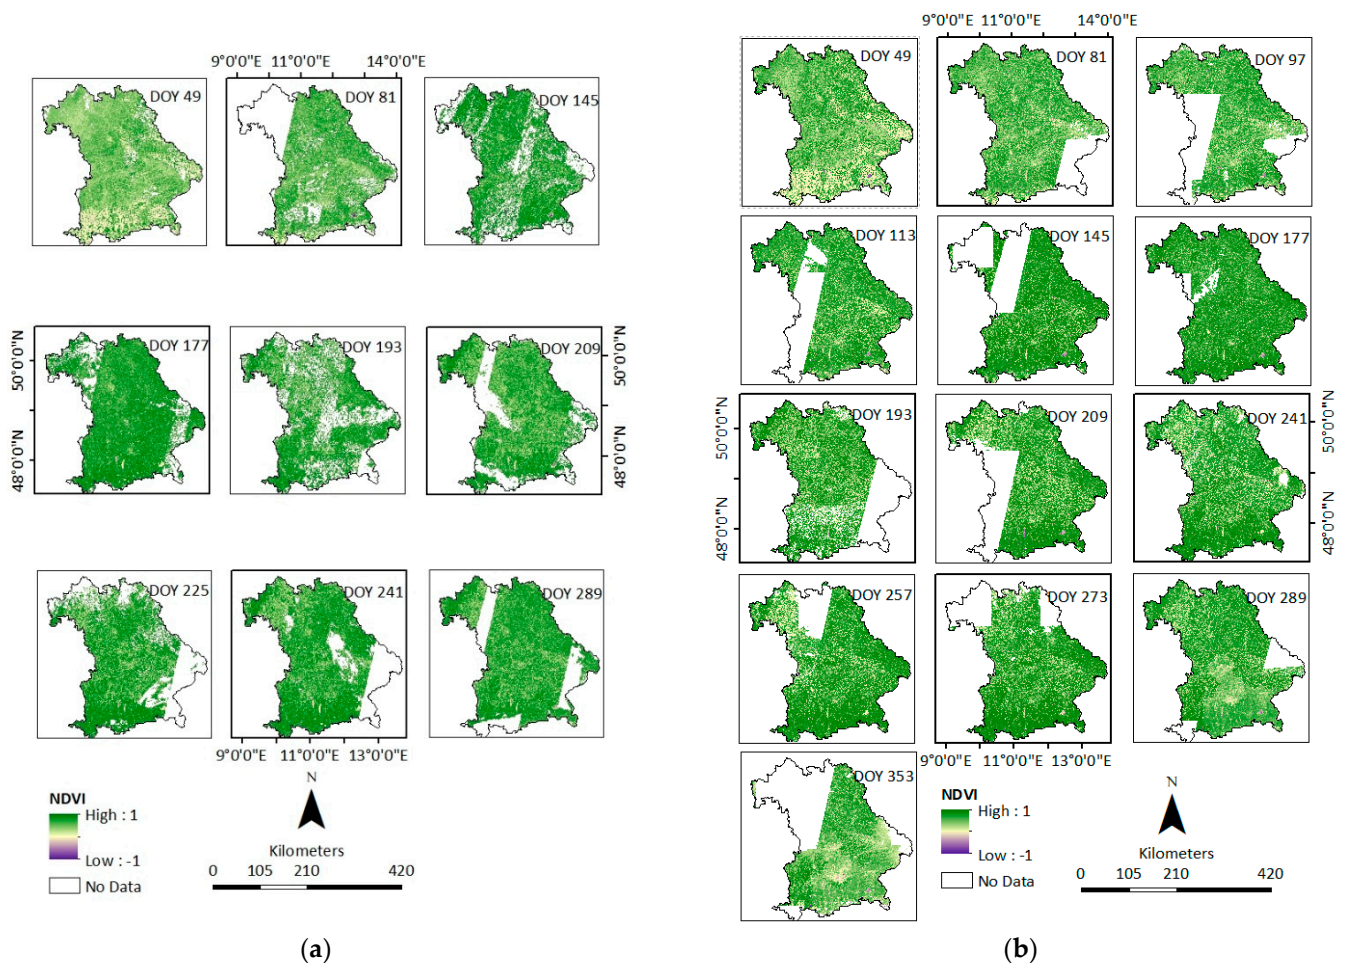 9°0'0"E 11°0'0"E 14°0'0"E
DOY 49
DOY 81
DOY 145
50°0'0"N
48°0'0"N
DOY 177
DOY 193
DOY 209
50°0'0"N
48°0'0"N
DOY 225
DOY 241
DOY 289
9°0'0"E 11°0'0"E 13°0'0"E
NDVI
High : 1
Low : -1
No Data
N
Kilometers
0 105 210 420
(a)
9°0'0"E 11°0'0"E 14°0'0"E
DOY 49
DOY 81
DOY 97
DOY 113
DOY 145
DOY 177
50°0'0"N
48°0'0"N
DOY 193
DOY 209
DOY 241
50°0'0"N
48°0'0"N
DOY 257
DOY 273
DOY 289
9°0'0"E 11°0'0"E 13°0'0"E
DOY 353
NDVI
High : 1
Low : -1
No Data
N
Kilometers
0 105 210 420
(b)